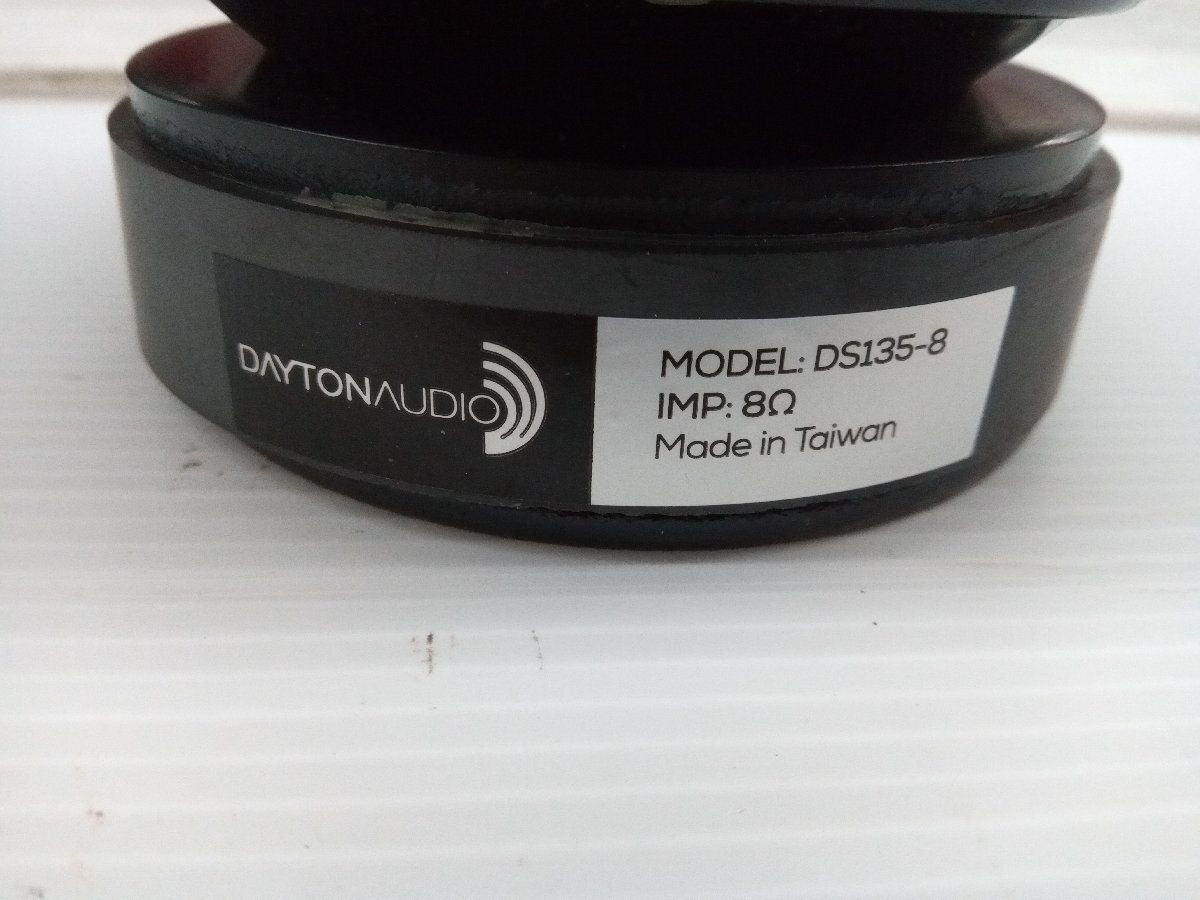 DAYTONAUDIO
MODEL: DS135-8
IMP: 8Ω
Made in Taiwan